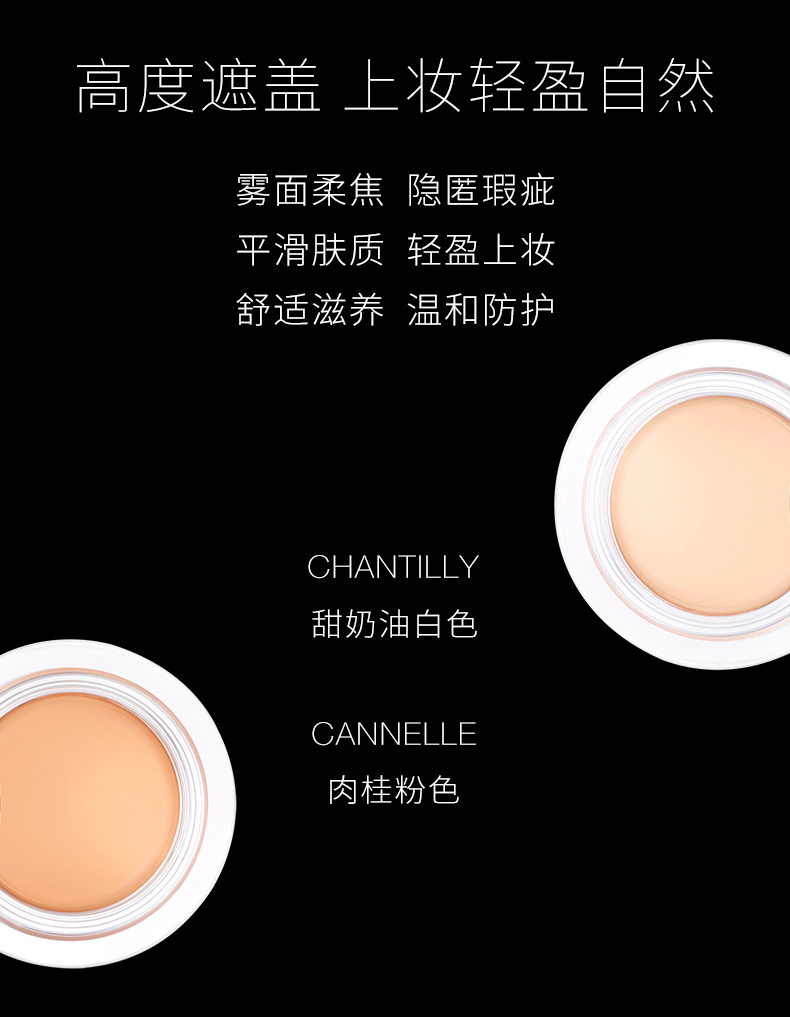 高度遮盖 上妆轻盈自然
雾面柔焦 隐匿瑕疵
平滑肤质 轻盈上妆
舒适滋养 温和防护
CHANTILLY
甜奶油白色
CANNELLE
肉桂粉色